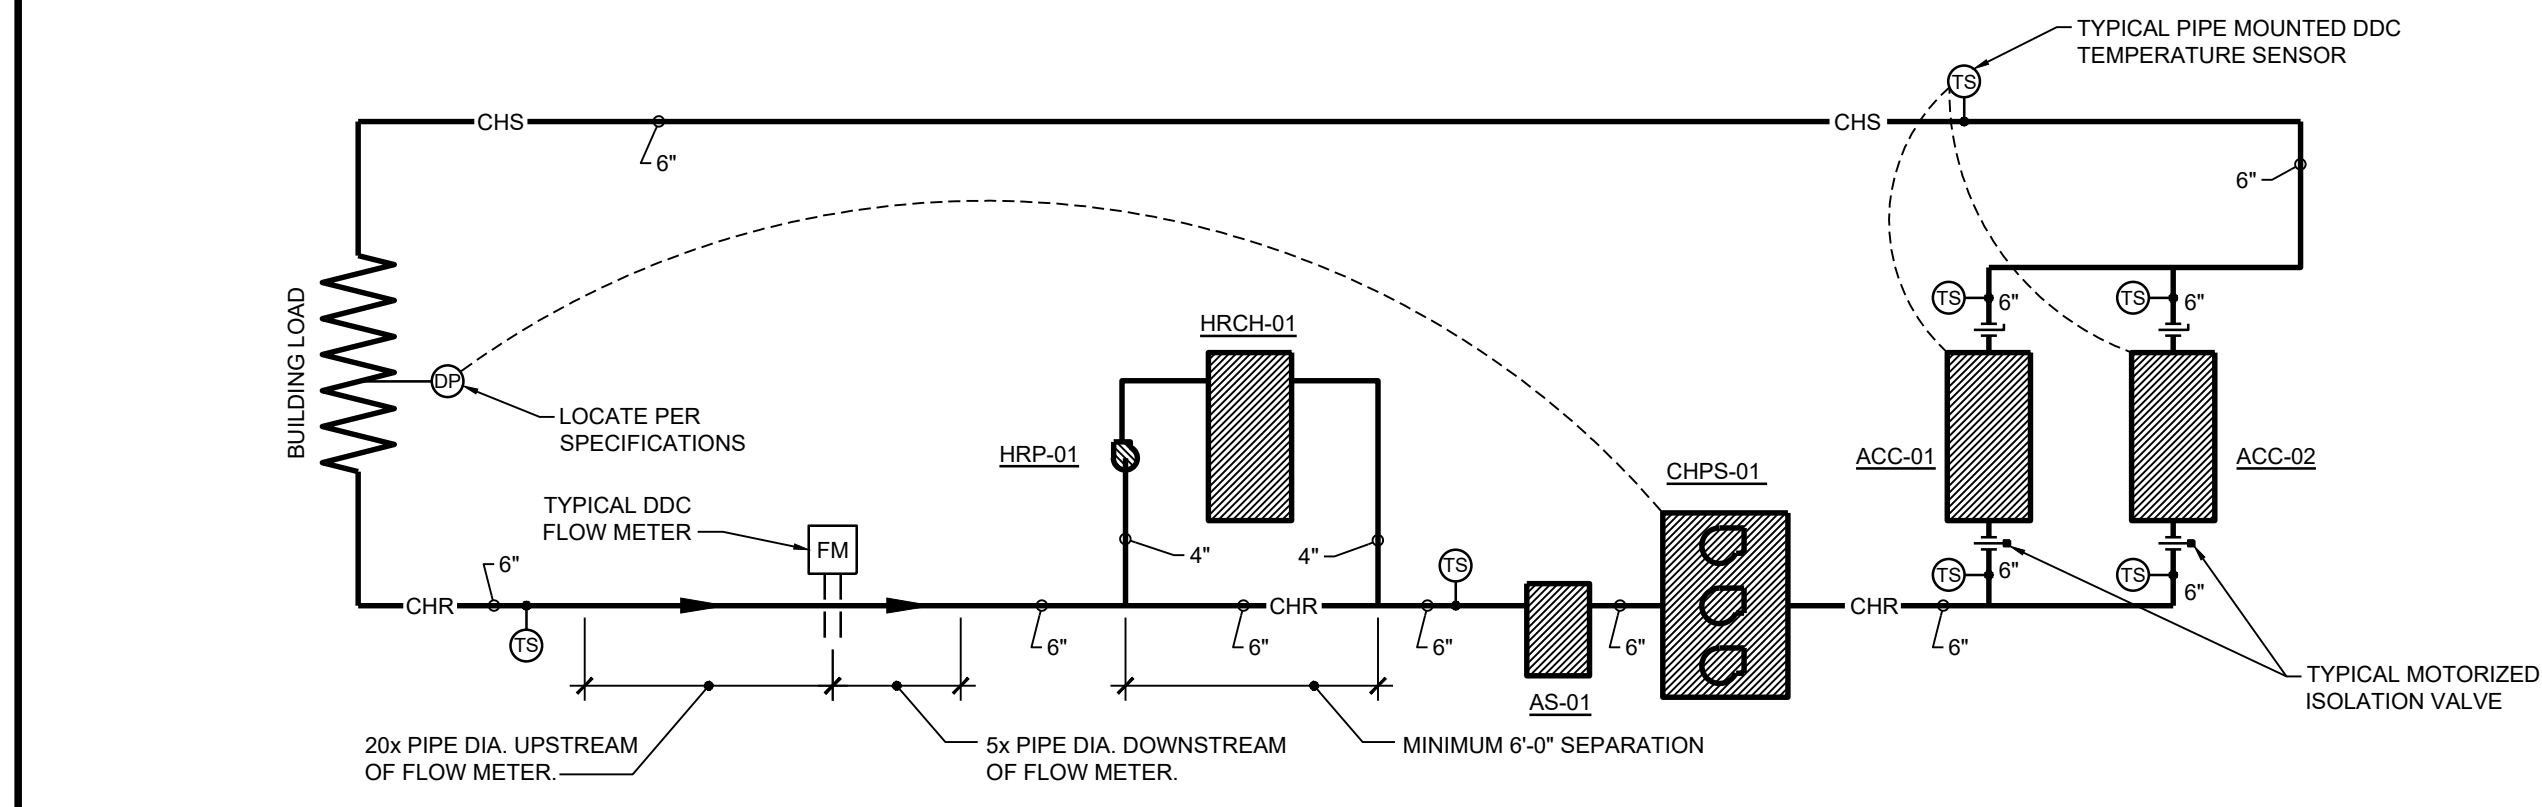 TYPICAL PIPE MOUNTED DDC
TEMPERATURE SENSOR
TS
CHS
CHS
6"
6"
TS
6"
TS
6"
HRCH-01
BUILDING LOAD
DP
LOCATE PER
SPECIFICATIONS
HRP-01
CHPS-01
ACC-01
ACC-02
TYPICAL DDC
FLOW METER
FM
4"
4"
TS
TS
6"
TS
6"
6"
CHR
CHR
CHR
TS
6"
6"
6"
6"
6"
TYPICAL MOTORIZED
ISOLATION VALVE
AS-01
20x PIPE DIA. UPSTREAM
OF FLOW METER.
5x PIPE DIA. DOWNSTREAM
OF FLOW METER.
MINIMUM 6'-0" SEPARATION